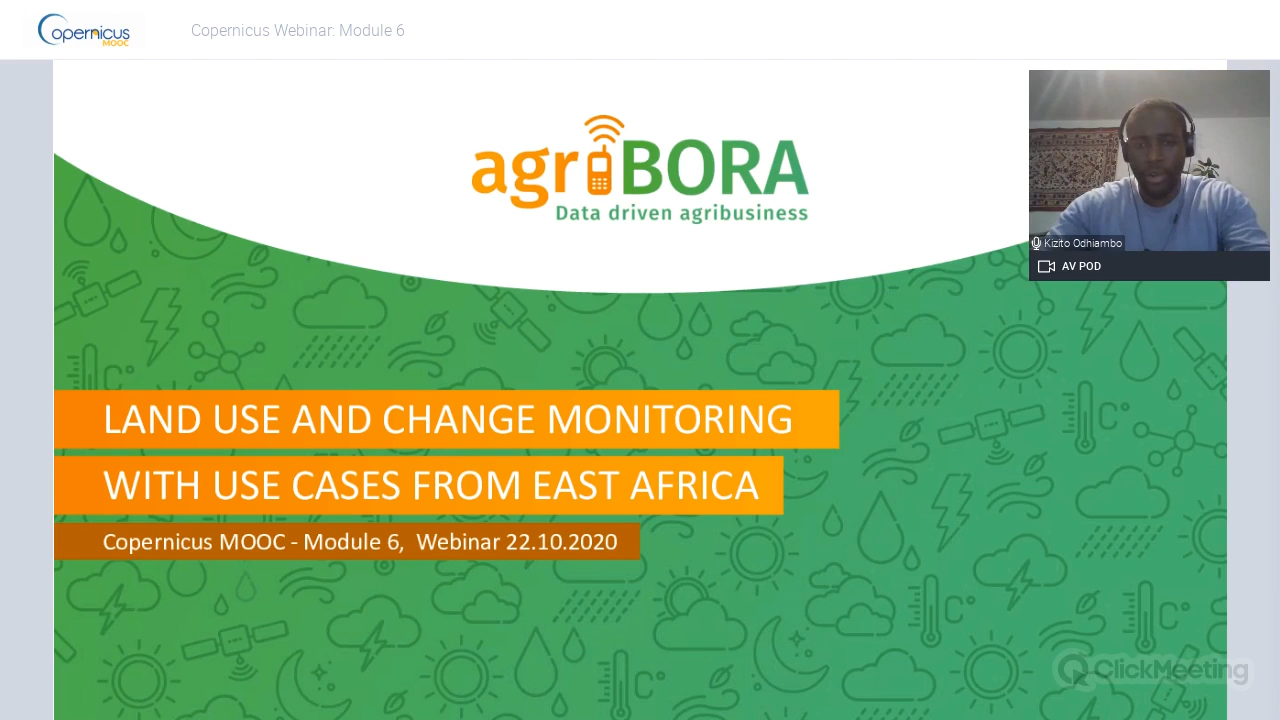 Copernicus
MOOC
Copernicus Webinar: Module 6
agriBORA
Data driven agribusiness
Kizito Odhiambo
AV POD
LAND USE AND CHANGE MONITORING
WITH USE CASES FROM EAST AFRICA
Copernicus MOOC - Module 6, Webinar 22.10.2020
°C
°C
°C
°C
ClickMeeting